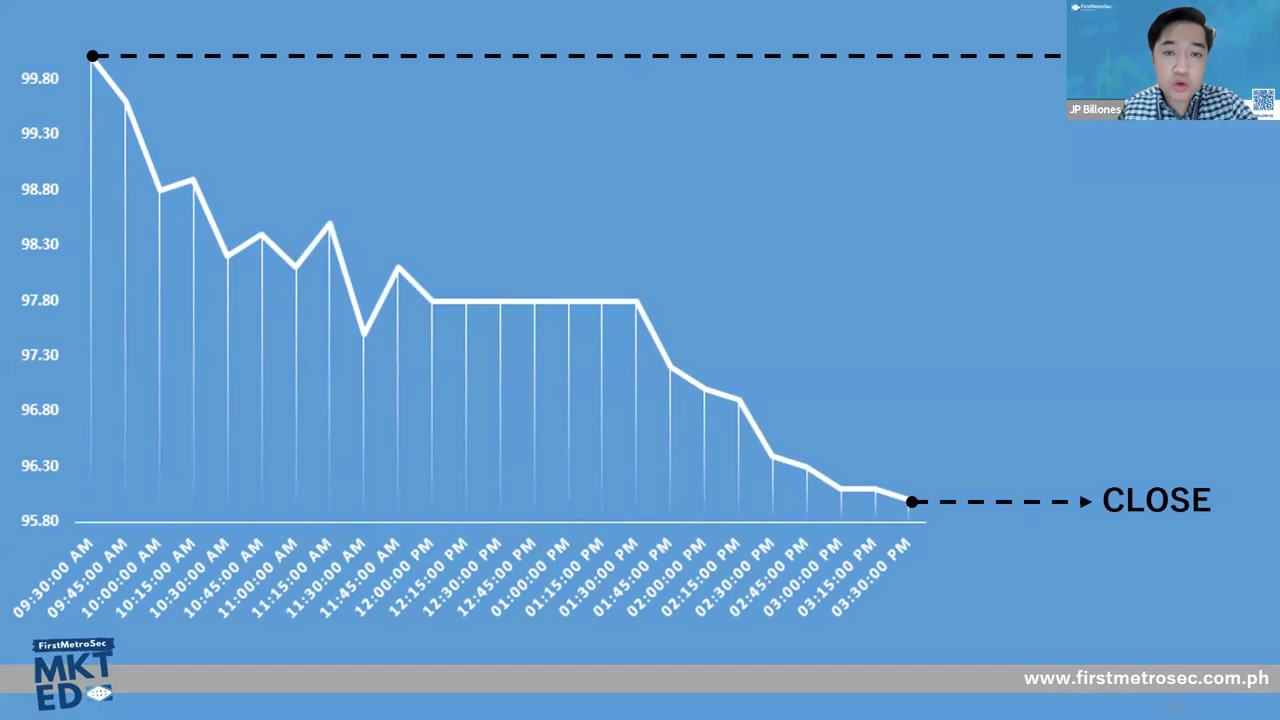 FirstMetroSec
JP Billones
99.80
99.30
98.80
98.30
97.80
97.30
96.80
96.30
95.80
CLOSE
09:30:00 AM
09:45:00 AM
10:00:00 AM
10:15:00 AM
10:30:00 AM
10:45:00 AM
11:00:00 AM
11:15:00 AM
11:30:00 AM
11:45:00 AM
12:00:00 PM
12:15:00 PM
12:30:00 PM
12:45:00 PM
01:00:00 PM
01:15:00 PM
01:30:00 PM
01:45:00 PM
02:00:00 PM
02:15:00 PM
02:30:00 PM
02:45:00 PM
03:00:00 PM
03:15:00 PM
03:30:00 PM
FirstMetroSec
MKT
ED
www.firstmetrosec.com.ph